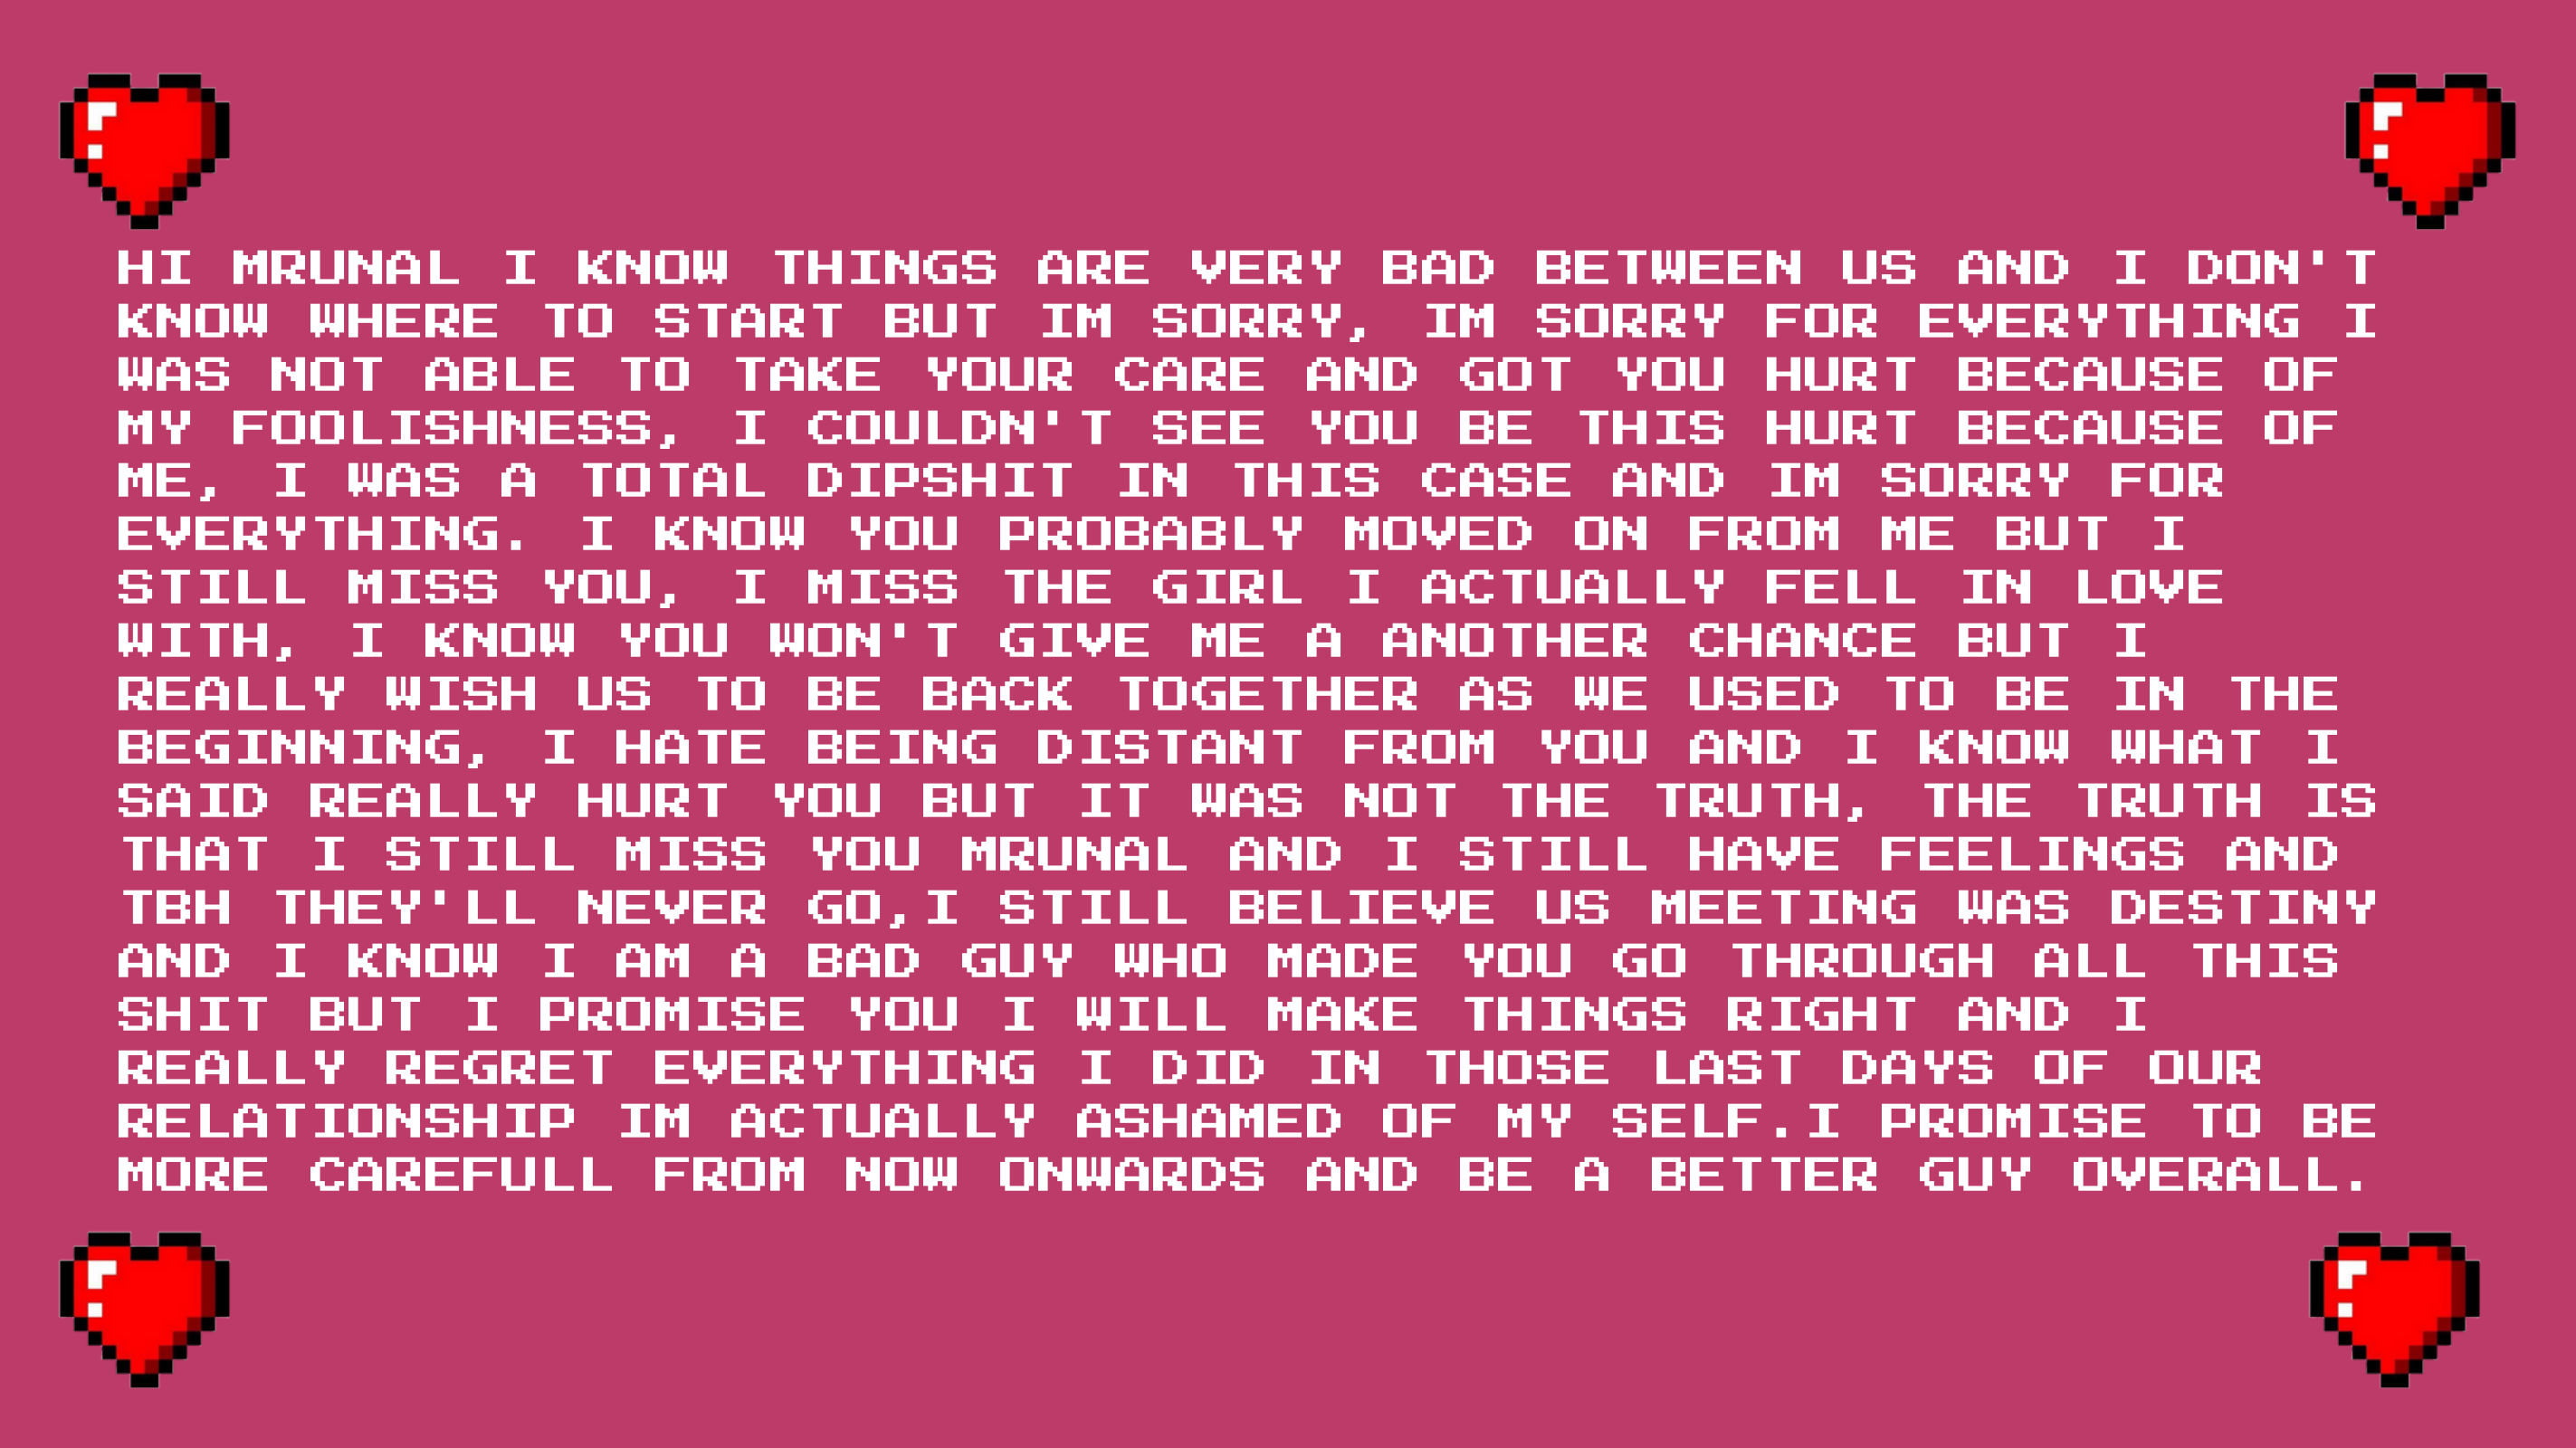 HI MRUNAL I KNOW THINGS ARE VERY BAD BETWEEN US AND I DON'T
KNOW WHERE TO START BUT IM SORRY, IM SORRY FOR EVERYTHING I
WAS NOT ABLE TO TAKE YOUR CARE AND GOT YOU HURT BECAUSE OF
MY FOOLISHNESS, I COULDN'T SEE YOU BE THIS HURT BECAUSE OF
ME, I WAS A TOTAL DIPSHIT IN THIS CASE AND IM SORRY FOR
EVERYTHING. I KNOW YOU PROBABLY MOVED ON FROM ME BUT I
STILL MISS YOU, I MISS THE GIRL I ACTUALLY FELL IN LOVE
WITH, I KNOW YOU WON'T GIVE ME A ANOTHER CHANCE BUT I
REALLY WISH US TO BE BACK TOGETHER AS WE USED TO BE IN THE
BEGINNING, I HATE BEING DISTANT FROM YOU AND I KNOW WHAT I
SAID REALLY HURT YOU BUT IT WAS NOT THE TRUTH, THE TRUTH IS
THAT I STILL MISS YOU MRUNAL AND I STILL HAVE FEELINGS AND
TBH THEY'LL NEVER GO,I STILL BELIEVE US MEETING WAS DESTINY
AND I KNOW I AM A BAD GUY WHO MADE YOU GO THROUGH ALL THIS
SHIT BUT I PROMISE YOU I WILL MAKE THINGS RIGHT AND I
REALLY REGRET EVERYTHING I DID IN THOSE LAST DAYS OF OUR
RELATIONSHIP IM ACTUALLY ASHAMED OF MY SELF.I PROMISE TO BE
MORE CAREFULL FROM NOW ONWARDS AND BE A BETTER GUY OVERALL.